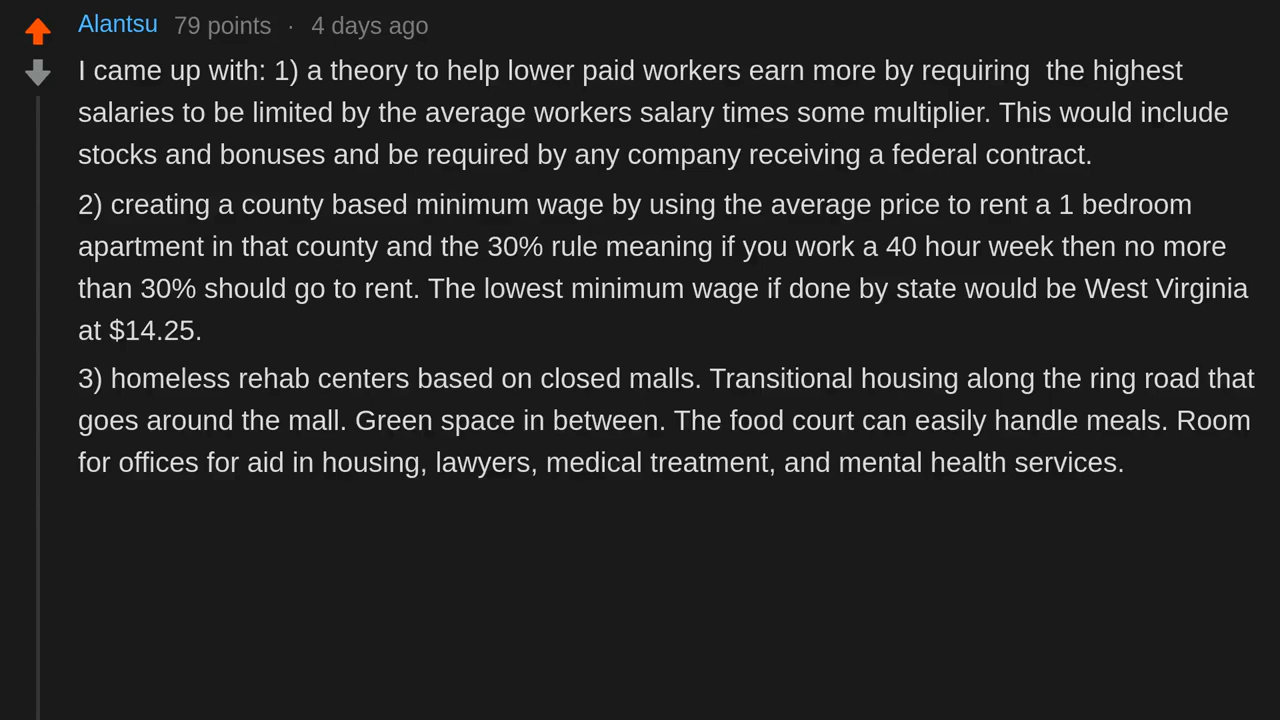 Alantsu 79 points · 4 days ago
I came up with: 1) a theory to help lower paid workers earn more by requiring  the highest
salaries to be limited by the average workers salary times some multiplier. This would include
stocks and bonuses and be required by any company receiving a federal contract.
2) creating a county based minimum wage by using the average price to rent a 1 bedroom
apartment in that county and the 30% rule meaning if you work a 40 hour week then no more
than 30% should go to rent. The lowest minimum wage if done by state would be West Virginia
at $14.25.
3) homeless rehab centers based on closed malls. Transitional housing along the ring road that
goes around the mall. Green space in between. The food court can easily handle meals. Room
for offices for aid in housing, lawyers, medical treatment, and mental health services.